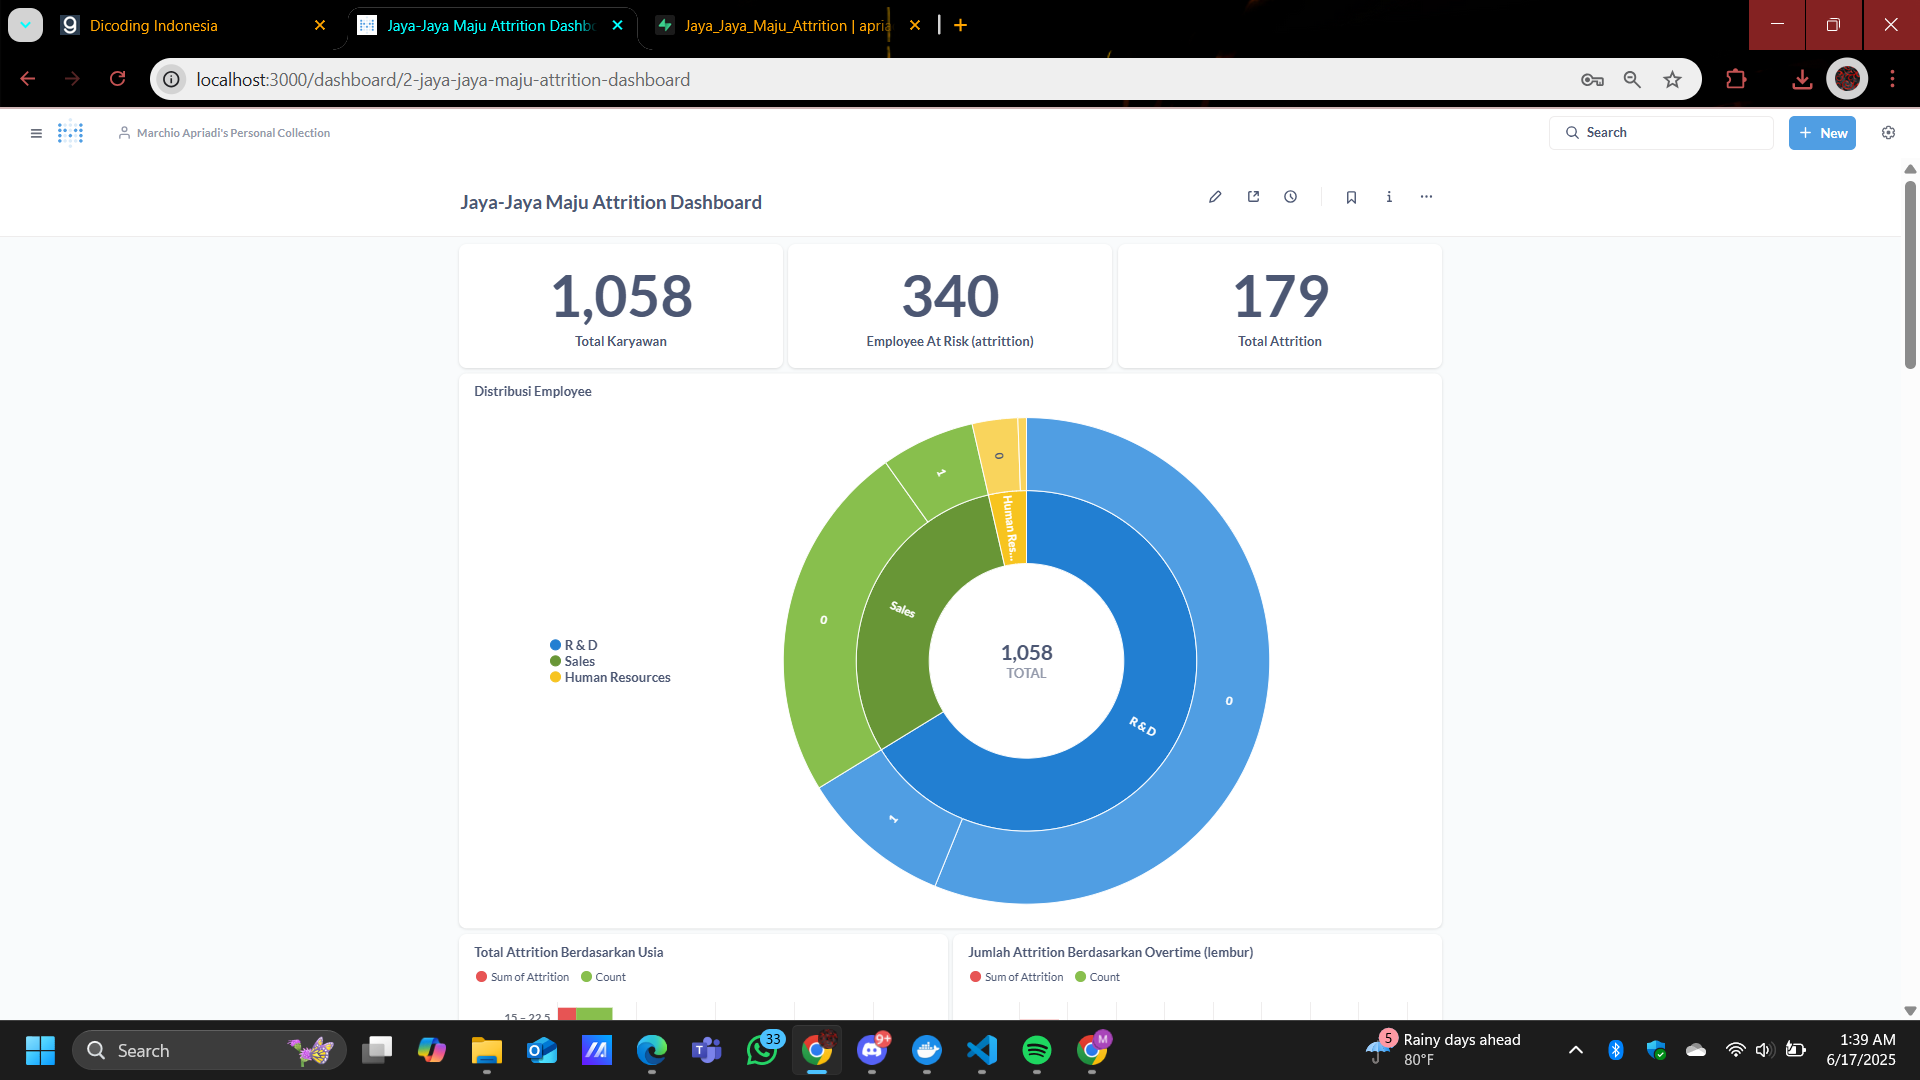 Dicoding Indonesia
Jaya-Jaya Maju Attrition Dashb
Jaya_Jaya_Maju_Attrition | apria
localhost:3000/dashboard/2-jaya-jaya-maju-attrition-dashboard
Marchio Apriadi's Personal Collection
Search
New
Jaya-Jaya Maju Attrition Dashboard
1,058
Total Karyawan
340
Employee At Risk (attrittion)
179
Total Attrition
Distribusi Employee
R & D
Sales
Human Resources
0
1
Human Res...
Sales
0
1,058
TOTAL
0
R & D
1
Total Attrition Berdasarkan Usia
Sum of Attrition
Count
15 – 22.5
Jumlah Attrition Berdasarkan Overtime (lembur)
Sum of Attrition
Count
Search
33
9+
M
5
Rainy days ahead
80°F
1:39 AM
6/17/2025